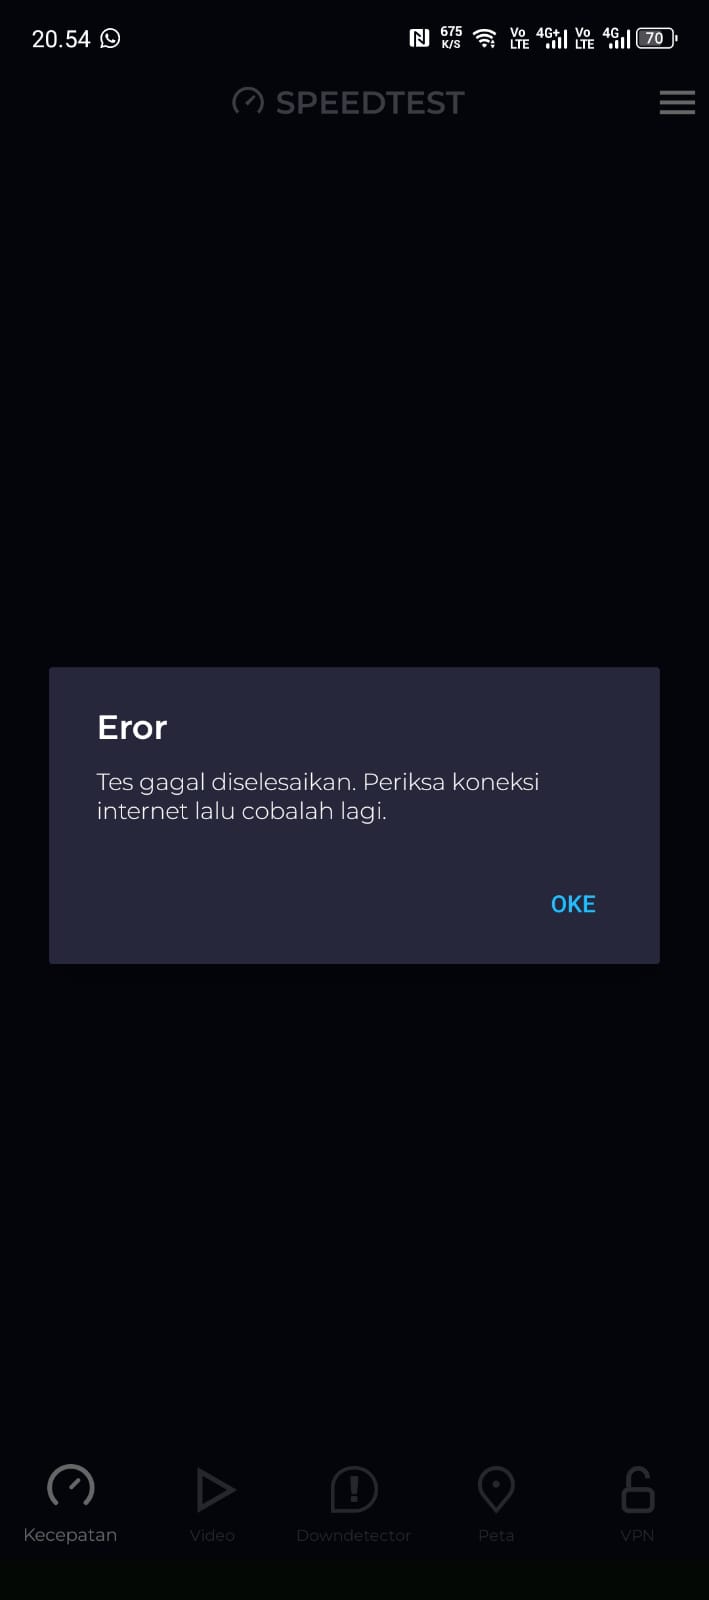 20.54
675
K/S
Vo
LTE
4G+
Vo
LTE
4G
70
SPEEDTEST
Eror
Tes gagal diselesaikan. Periksa koneksi
internet lalu cobalah lagi.
OKE
Kecepatan
Video
Downdetector
Peta
VPN